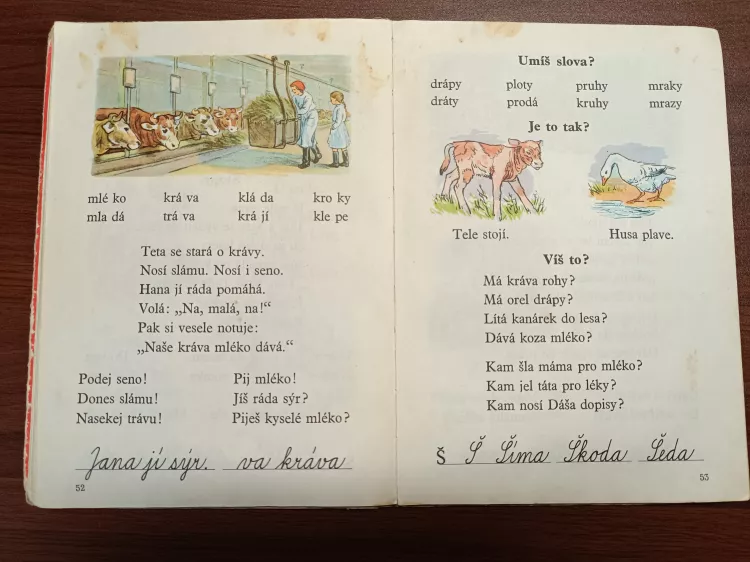 mlé ko krá va klá da kro ky
mla dá trá va krá jí kle pe
Teta se stará o krávy.
Nosí slámu. Nosí i seno.
Hana jí ráda pomáhá.
Volá: „Na, malá, na!“
Pak si vesele notuje:
„Naše kráva mléko dává.“
Podej seno! Pij mléko!
Dones slámu! Jíš ráda sýr?
Nasekej trávu! Piješ kyselé mléko?
Jana jí sýr. va kráva
52
Umíš slova?
drápy ploty pruhy mraky
dráty prodá kruhy mrazy
Je to tak?
Tele stojí. Husa plave.
Víš to?
Má kráva rohy?
Má orel drápy?
Lítá kanárek do lesa?
Dává koza mléko?
Kam šla máma pro mléko?
Kam jel táta pro léky?
Kam nosí Dáša dopisy?
Š Š Šíma Škoda Šeda
53